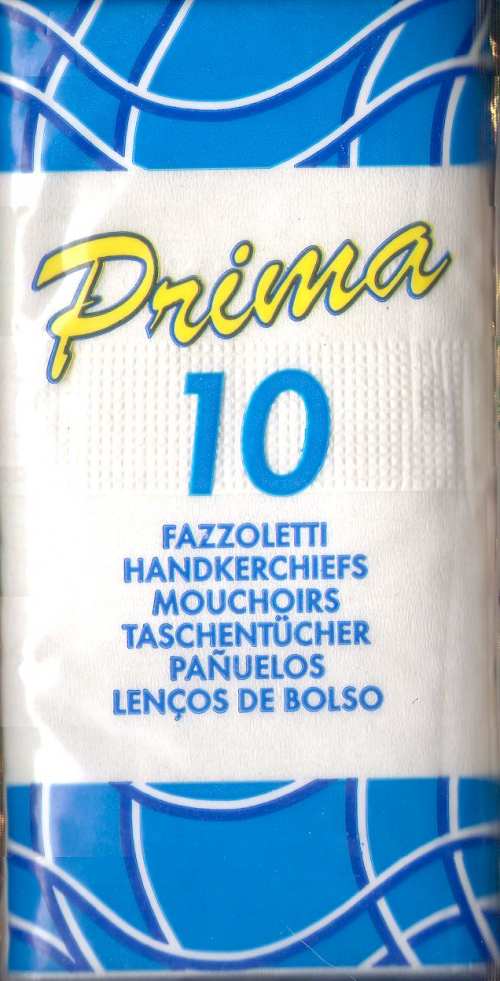 Prima
10
FAZZOLETTI
HANDKERCHIEFS
MOUCHOIRS
TASCHENTÜCHER
PAÑUELOS
LENÇOS DE BOLSO